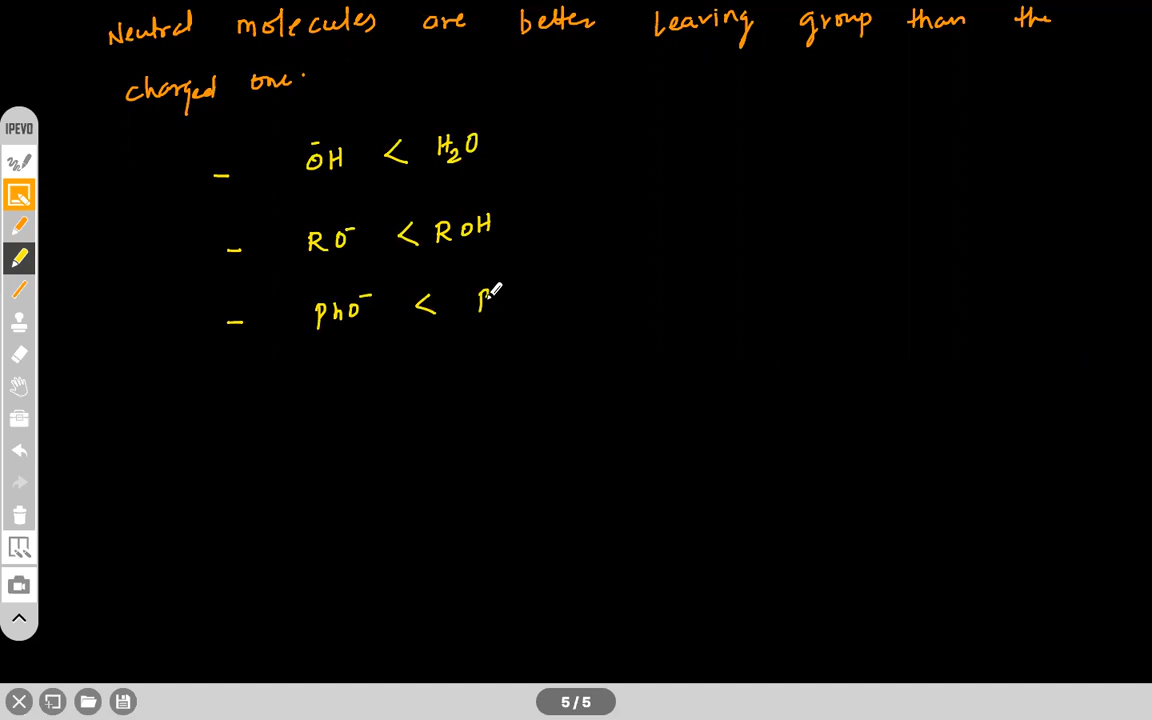 Neutral molecules are better leaving group than the
charged one.
IPEVO
- ŌH < H₂O
- RO⁻ < ROH
- PhO⁻ < P
5 / 5